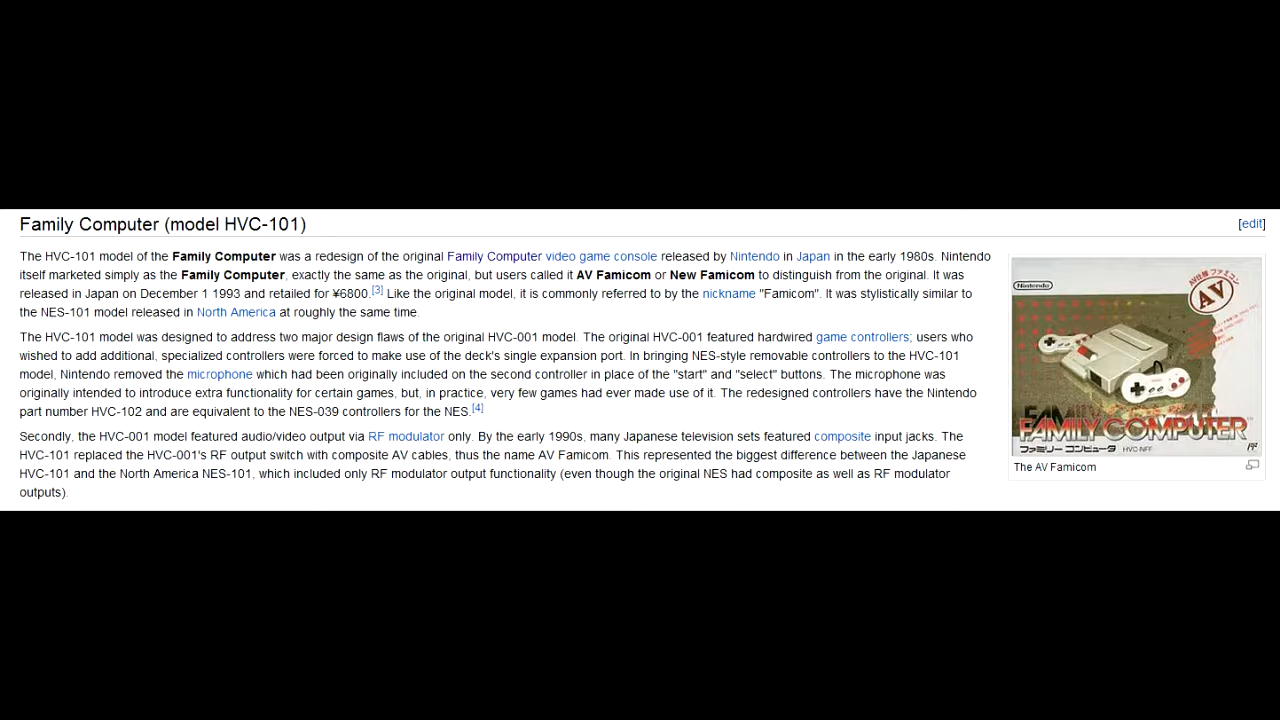 Family Computer (model HVC-101)
[edit]
The HVC-101 model of the Family Computer was a redesign of the original Family Computer video game console released by Nintendo in Japan in the early 1980s. Nintendo
itself marketed simply as the Family Computer, exactly the same as the original, but users called it AV Famicom or New Famicom to distinguish from the original. It was
released in Japan on December 1 1993 and retailed for ¥6800.[3] Like the original model, it is commonly referred to by the nickname "Famicom". It was stylistically similar to
the NES-101 model released in North America at roughly the same time.
The HVC-101 model was designed to address two major design flaws of the original HVC-001 model. The original HVC-001 featured hardwired game controllers; users who
wished to add additional, specialized controllers were forced to make use of the deck's single expansion port. In bringing NES-style removable controllers to the HVC-101
model, Nintendo removed the microphone which had been originally included on the second controller in place of the "start" and "select" buttons. The microphone was
originally intended to introduce extra functionality for certain games, but, in practice, very few games had ever made use of it. The redesigned controllers have the Nintendo
part number HVC-102 and are equivalent to the NES-039 controllers for the NES.[4]
Secondly, the HVC-001 model featured audio/video output via RF modulator only. By the early 1990s, many Japanese television sets featured composite input jacks. The
HVC-101 replaced the HVC-001's RF output switch with composite AV cables, thus the name AV Famicom. This represented the biggest difference between the Japanese
HVC-101 and the North America NES-101, which included only RF modulator output functionality (even though the original NES had composite as well as RF modulator
outputs).
Nintendo
AV仕様ファミコン
AV
FAMILY COMPUTER
ファミリーコンピュータ HVC-NFF
The AV Famicom